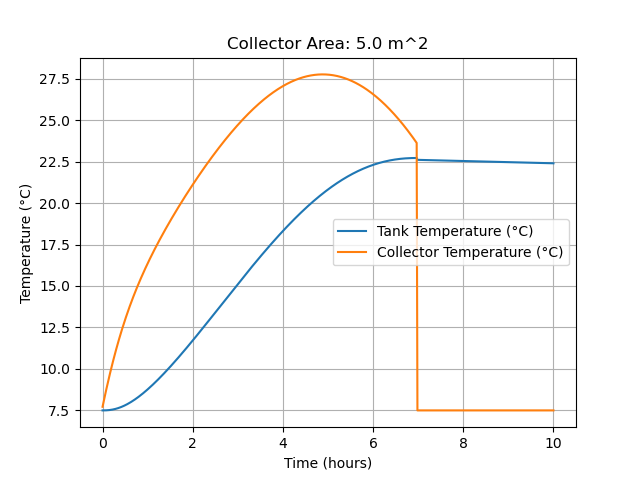 Collector Area: 5.0 m^2
Temperature (°C)
27.5
25.0
22.5
20.0
17.5
15.0
12.5
10.0
7.5
Tank Temperature (°C)
Collector Temperature (°C)
0 2 4 6 8 10
Time (hours)